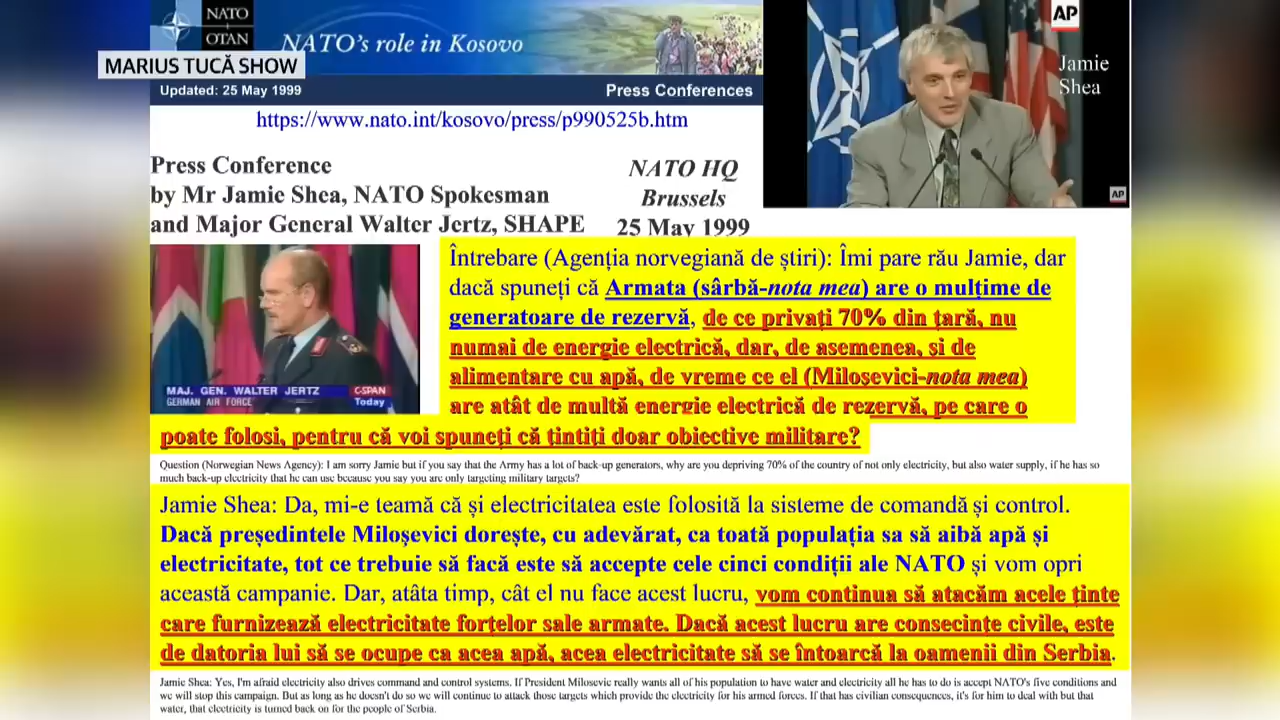 NATO
OTAN
NATO's role in Kosovo
MARIUS TUCĂ SHOW
Updated: 25 May 1999
Press Conferences
https://www.nato.int/kosovo/press/p990525b.htm
AP
Jamie
Shea
AP
Press Conference
by Mr Jamie Shea, NATO Spokesman
and Major General Walter Jertz, SHAPE
NATO HQ
Brussels
25 May 1999
MAJ. GEN. WALTER JERTZ
GERMAN AIR FORCE
C-SPAN
Today
Întrebare (Agenția norvegiană de știri): Îmi pare rău Jamie, dar
dacă spuneți că Armata (sârbă-nota mea) are o mulțime de
generatoare de rezervă, de ce privați 70% din țară, nu
numai de energie electrică, dar, de asemenea, și de
alimentare cu apă, de vreme ce el (Miloșevici-nota mea)
are atât de multă energie electrică de rezervă, pe care o
poate folosi, pentru că voi spuneți că țintiți doar obiective militare?
Question (Norwegian News Agency): I am sorry Jamie but if you say that the Army has a lot of back-up generators, why are you depriving 70% of the country of not only electricity, but also water supply, if he has so
much back-up electricity that he can use because you say you are only targeting military targets?
Jamie Shea: Da, mi-e teamă că și electricitatea este folosită la sisteme de comandă și control.
Dacă președintele Miloșevici dorește, cu adevărat, ca toată populația sa să aibă apă și
electricitate, tot ce trebuie să facă este să accepte cele cinci condiții ale NATO și vom opri
această campanie. Dar, atâta timp, cât el nu face acest lucru, vom continua să atacăm acele ținte
care furnizează electricitate forțelor sale armate. Dacă acest lucru are consecințe civile, este
de datoria lui să se ocupe ca acea apă, acea electricitate să se întoarcă la oamenii din Serbia.
Jamie Shea: Yes, I'm afraid electricity also drives command and control systems. If President Milosevic really wants all of his population to have water and electricity all he has to do is accept NATO's five conditions and
we will stop this campaign. But as long as he doesn't do so we will continue to attack those targets which provide the electricity for his armed forces. If that has civilian consequences, it's for him to deal with but that
water, that electricity is turned back on for the people of Serbia.